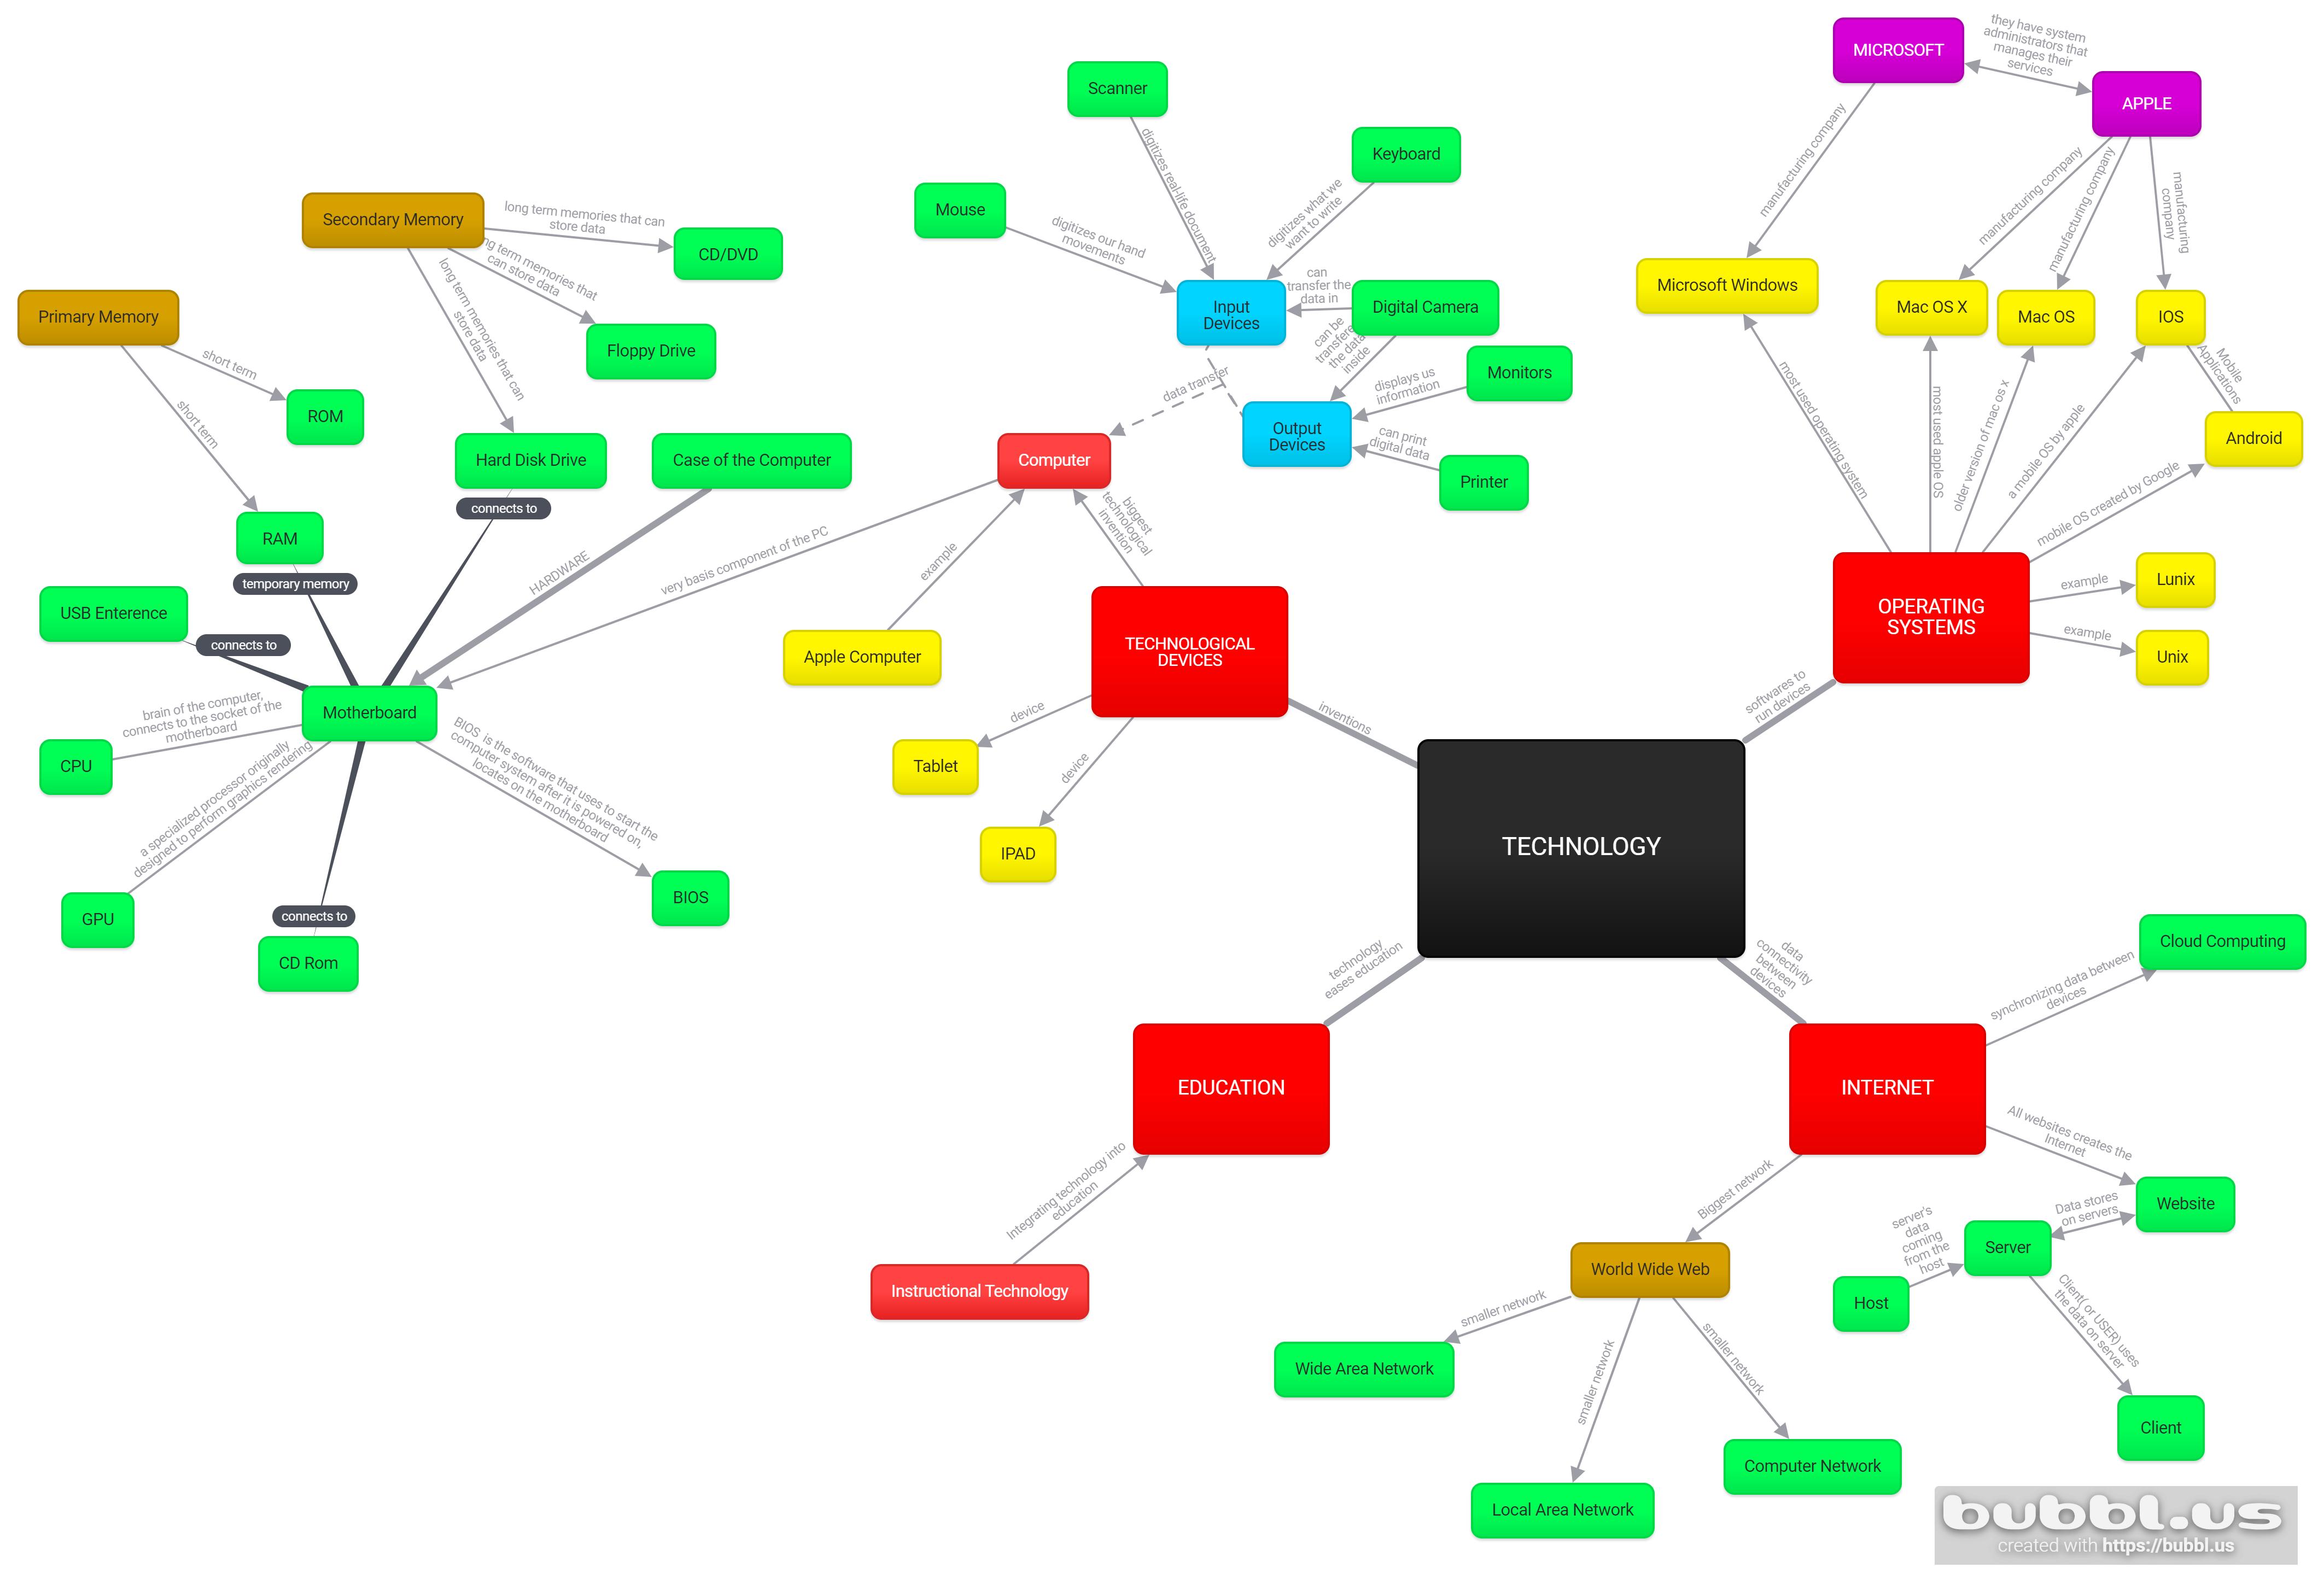 MICROSOFT
they have system
administrators that
manages their
services
APPLE
manufacturing company
manufacturing company
manufacturing company
manufacturing
company
Microsoft Windows
Mac OS X
Mac OS
IOS
Mobile
Applications
Android
most used operating system
most used apple OS
older version of mac os x
a mobile OS by apple
mobile OS created by Google
OPERATING
SYSTEMS
example
Lunix
example
Unix
softwares to
run devices
Scanner
digitizes real-life document
Keyboard
digitizes what we
want to write
Mouse
digitizes our hand
movements
Input
Devices
can
transfer the
data in
Digital Camera
can be
transfere
the data
inside
Monitors
displays us
information
Output
Devices
can print
digital data
Printer
data transfer
Computer
biggest
technological
invention
example
Apple Computer
very basis component of the PC
TECHNOLOGICAL
DEVICES
inventions
device
Tablet
device
IPAD
TECHNOLOGY
Secondary Memory
long term memories that can
store data
CD/DVD
ng term memories that
can store data
Floppy Drive
long term memories that can
store data
Hard Disk Drive
Primary Memory
short term
ROM
short term
RAM
Case of the Computer
HARDWARE
connects to
temporary memory
USB Enterence
connects to
Motherboard
brain of the computer,
connects to the socket of the
motherboard
CPU
a specialized processor originally
designed to perform graphics rendering
GPU
connects to
CD Rom
BIOS is the software that uses to start the
computer system after it is powered on,
locates on the motherboard
BIOS
technology
eases education
EDUCATION
Integrating technology into
education
Instructional Technology
data
connectivity
between
devices
INTERNET
synchronizing data between
devices
Cloud Computing
All websites creates the
Internet
Website
Data stores
on servers
Server
server's
data
coming
from the
host
Host
Client( or USER) uses
the data on server
Client
Biggest network
World Wide Web
smaller network
Wide Area Network
smaller network
Local Area Network
smaller network
Computer Network
bubbl.us
created with https://bubbl.us